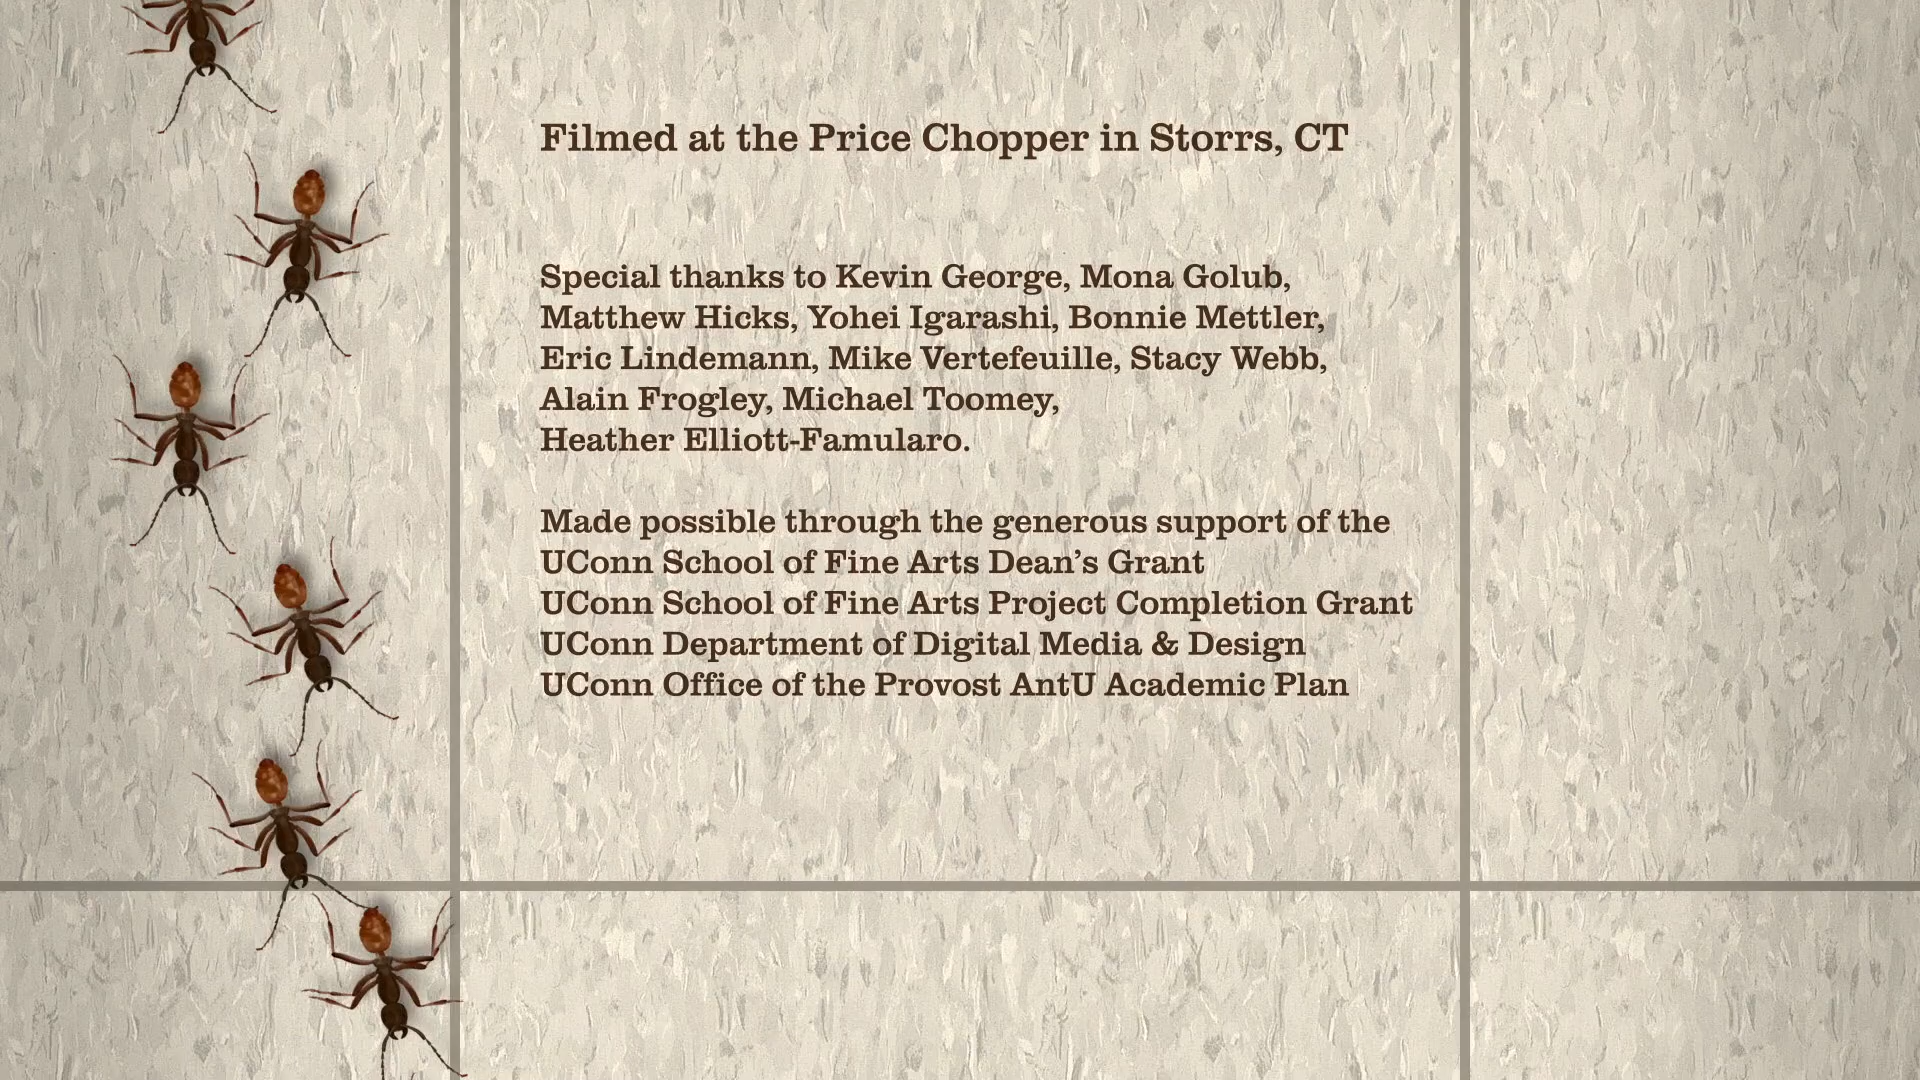 Filmed at the Price Chopper in Storrs, CT
Special thanks to Kevin George, Mona Golub,
Matthew Hicks, Yohei Igarashi, Bonnie Mettler,
Eric Lindemann, Mike Vertefeuille, Stacy Webb,
Alain Frogley, Michael Toomey,
Heather Elliott-Famularo.
Made possible through the generous support of the
UConn School of Fine Arts Dean’s Grant
UConn School of Fine Arts Project Completion Grant
UConn Department of Digital Media & Design
UConn Office of the Provost AntU Academic Plan